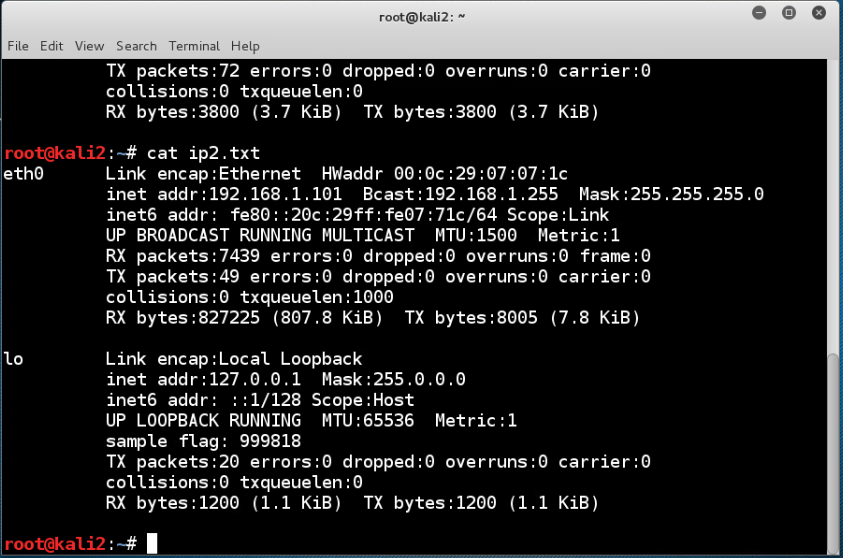 root@kali2: ~
File Edit View Search Terminal Help
TX packets:72 errors:0 dropped:0 overruns:0 carrier:0
collisions:0 txqueuelen:0
RX bytes:3800 (3.7 KiB)  TX bytes:3800 (3.7 KiB)
root@kali2:~# cat ip2.txt
eth0      Link encap:Ethernet  HWaddr 00:0c:29:07:07:1c
inet addr:192.168.1.101  Bcast:192.168.1.255  Mask:255.255.255.0
inet6 addr: fe80::20c:29ff:fe07:71c/64 Scope:Link
UP BROADCAST RUNNING MULTICAST  MTU:1500  Metric:1
RX packets:7439 errors:0 dropped:0 overruns:0 frame:0
TX packets:49 errors:0 dropped:0 overruns:0 carrier:0
collisions:0 txqueuelen:1000
RX bytes:827225 (807.8 KiB)  TX bytes:8005 (7.8 KiB)
lo        Link encap:Local Loopback
inet addr:127.0.0.1  Mask:255.0.0.0
inet6 addr: ::1/128 Scope:Host
UP LOOPBACK RUNNING  MTU:65536  Metric:1
sample flag: 999818
TX packets:20 errors:0 dropped:0 overruns:0 carrier:0
collisions:0 txqueuelen:0
RX bytes:1200 (1.1 KiB)  TX bytes:1200 (1.1 KiB)
root@kali2:~#